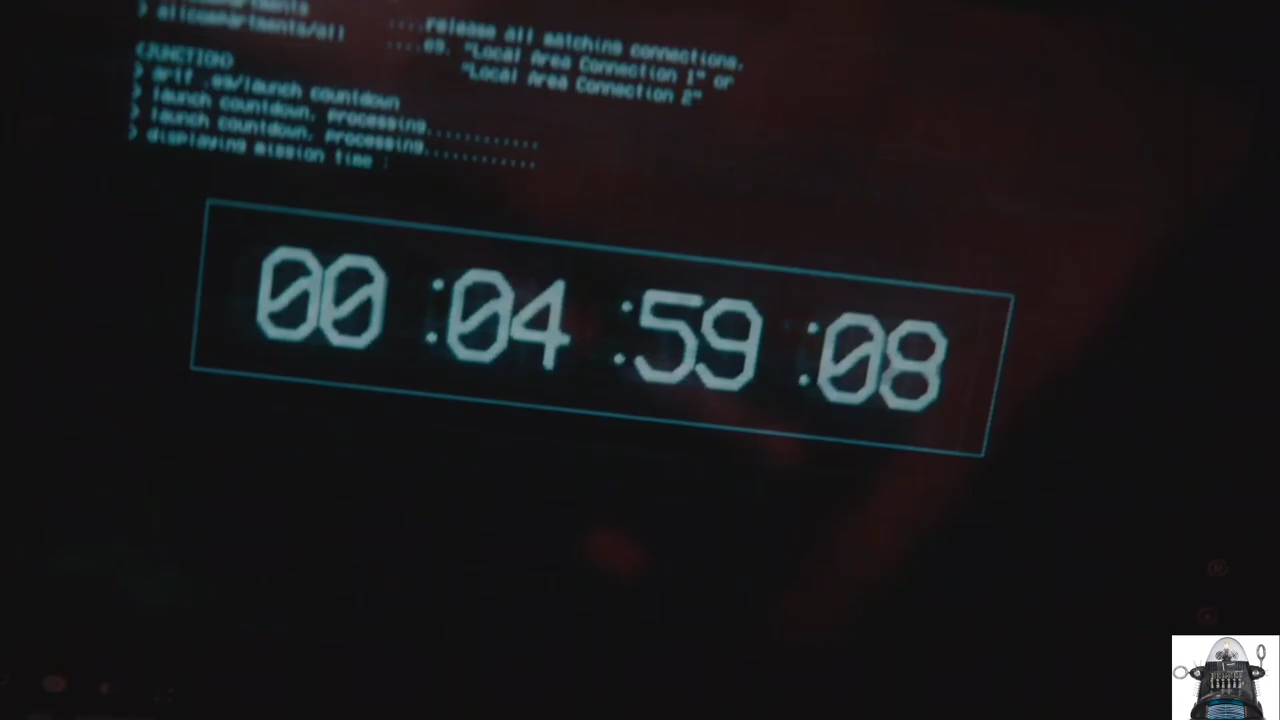 > allcompartments/all ....release all matching connections,
....eg. "Local Area Connection 1" or
"Local Area Connection 2"
(JUNCTION)
/launch countdown
> launch countdown, processing............
> launch countdown, processing............
> displaying mission time :
00 :04 :59 :08